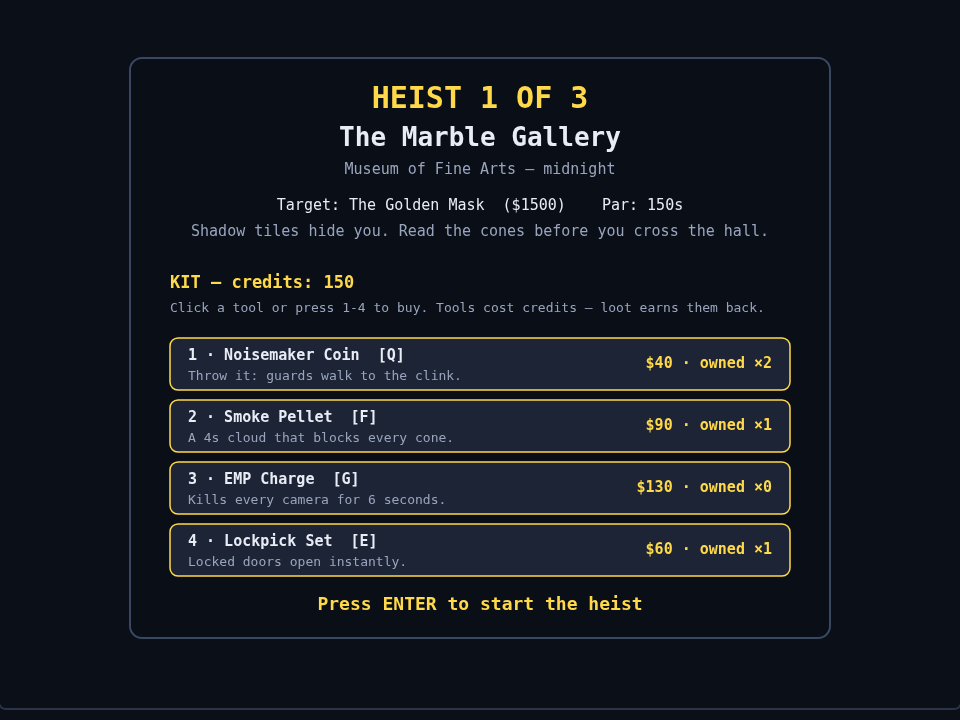 HEIST 1 OF 3
The Marble Gallery
Museum of Fine Arts — midnight
Target: The Golden Mask ($1500) Par: 150s
Shadow tiles hide you. Read the cones before you cross the hall.
KIT — credits: 150
Click a tool or press 1-4 to buy. Tools cost credits — loot earns them back.
1 · Noisemaker Coin [Q]
$40 · owned ×2
Throw it: guards walk to the clink.
2 · Smoke Pellet [F]
$90 · owned ×1
A 4s cloud that blocks every cone.
3 · EMP Charge [G]
$130 · owned ×0
Kills every camera for 6 seconds.
4 · Lockpick Set [E]
$60 · owned ×1
Locked doors open instantly.
Press ENTER to start the heist